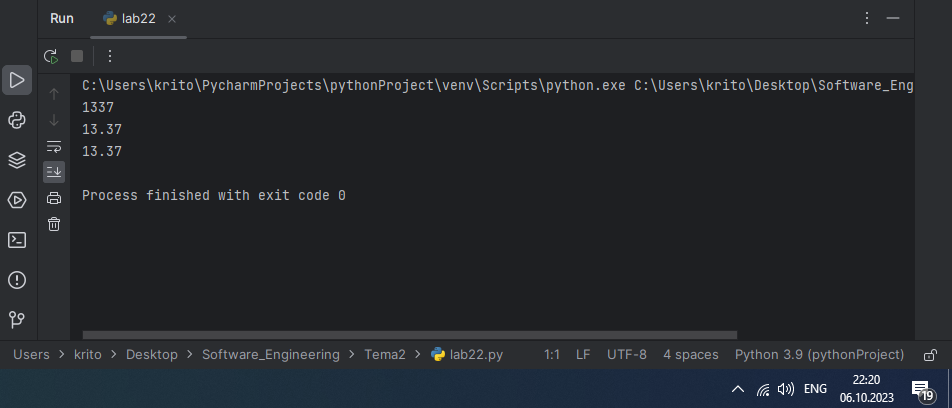 Run lab22
C:\Users\krito\PycharmProjects\pythonProject\venv\Scripts\python.exe C:\Users\krito\Desktop\Software_Eng
1337
13.37
13.37
Process finished with exit code 0
Users > krito > Desktop > Software_Engineering > Tema2 > lab22.py 1:1 LF UTF-8 4 spaces Python 3.9 (pythonProject)
22:20
ENG
06.10.2023
19